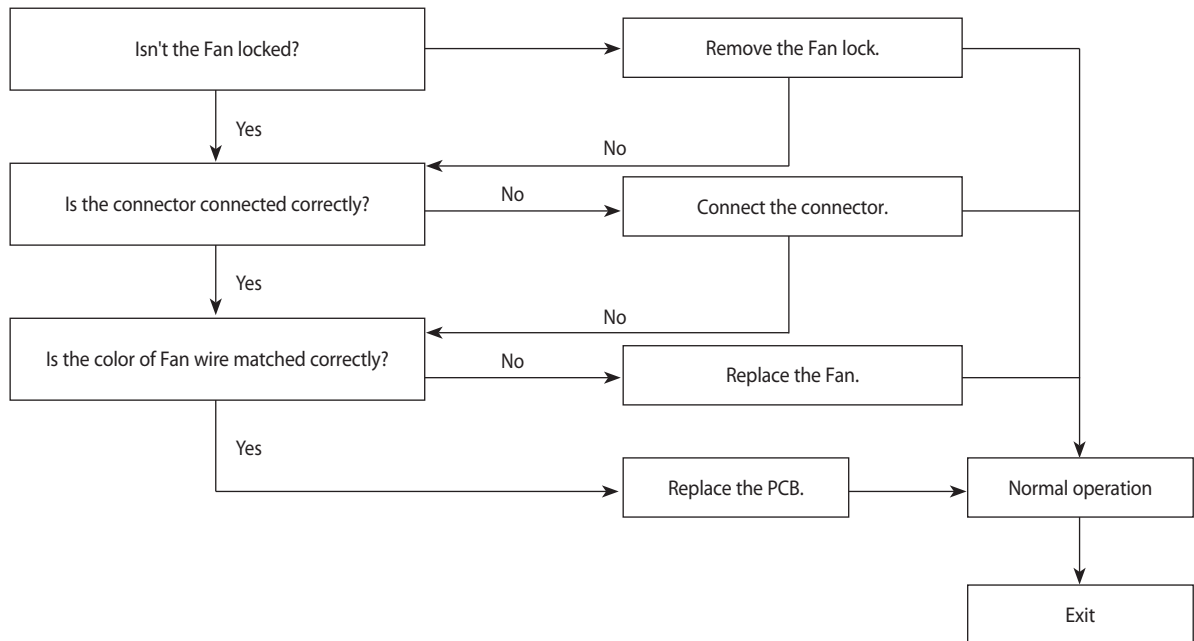 Isn't the Fan locked?
Remove the Fan lock.
Yes
No
Is the connector connected correctly?
No
Connect the connector.
Yes
No
Is the color of Fan wire matched correctly?
No
Replace the Fan.
Yes
Replace the PCB.
Normal operation
Exit